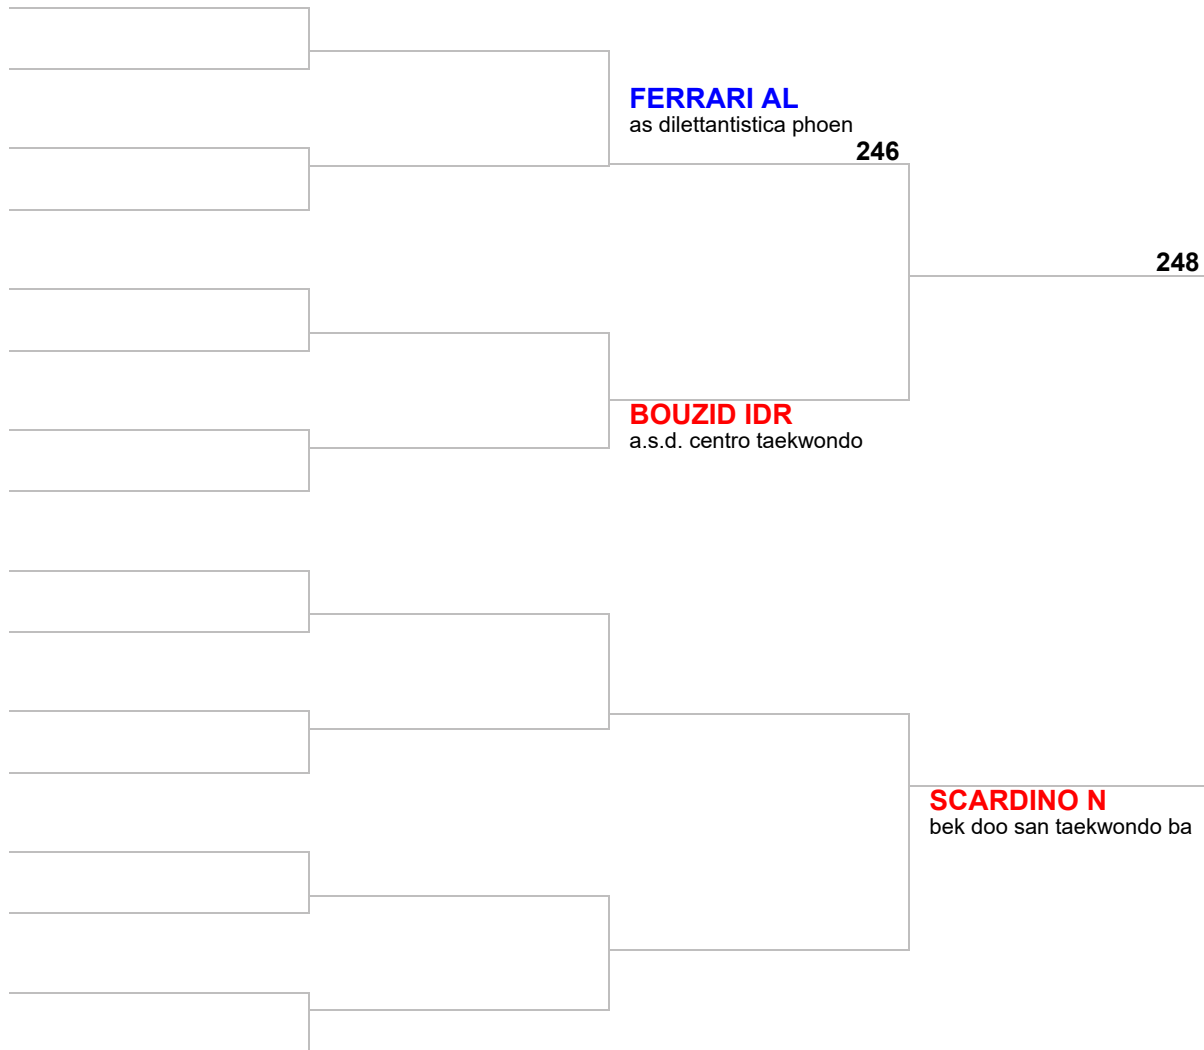 FERRARI AL
as dilettantistica phoen
246
248
BOUZID IDR
a.s.d. centro taekwondo
SCARDINO N
bek doo san taekwondo ba